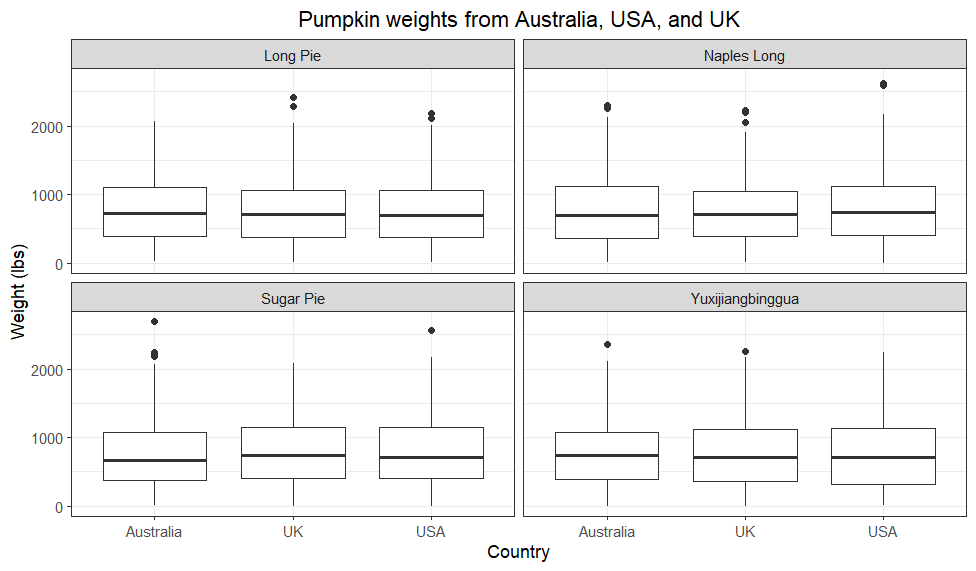 Pumpkin weights from Australia, USA, and UK
Long Pie
Naples Long
2000
1000
0
Sugar Pie
Yuxijiangbinggua
2000
1000
0
Weight (lbs)
Australia UK USA
Australia UK USA
Country